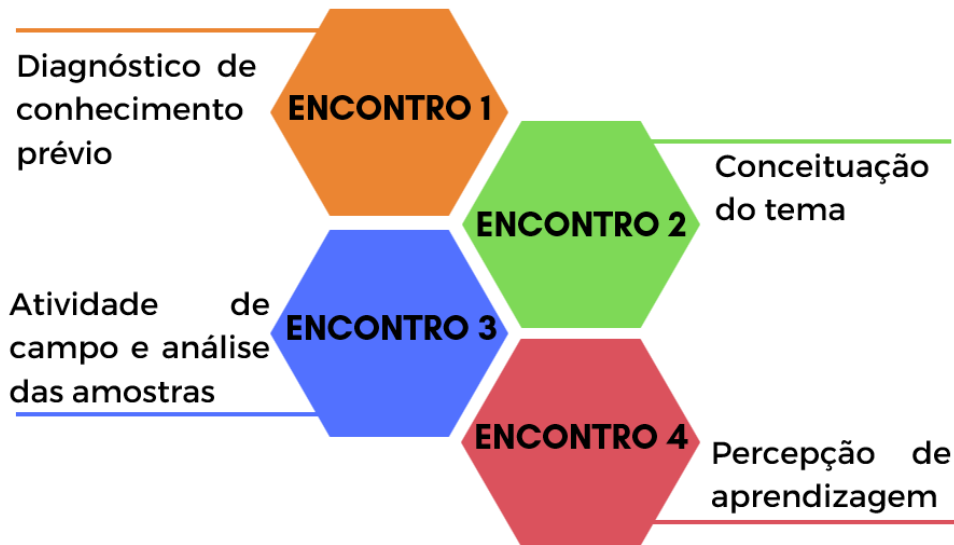 Diagnóstico de
conhecimento
prévio
ENCONTRO 1
ENCONTRO 2
Conceituação
do tema
Atividade de
campo e análise
das amostras
ENCONTRO 3
ENCONTRO 4
Percepção de
aprendizagem